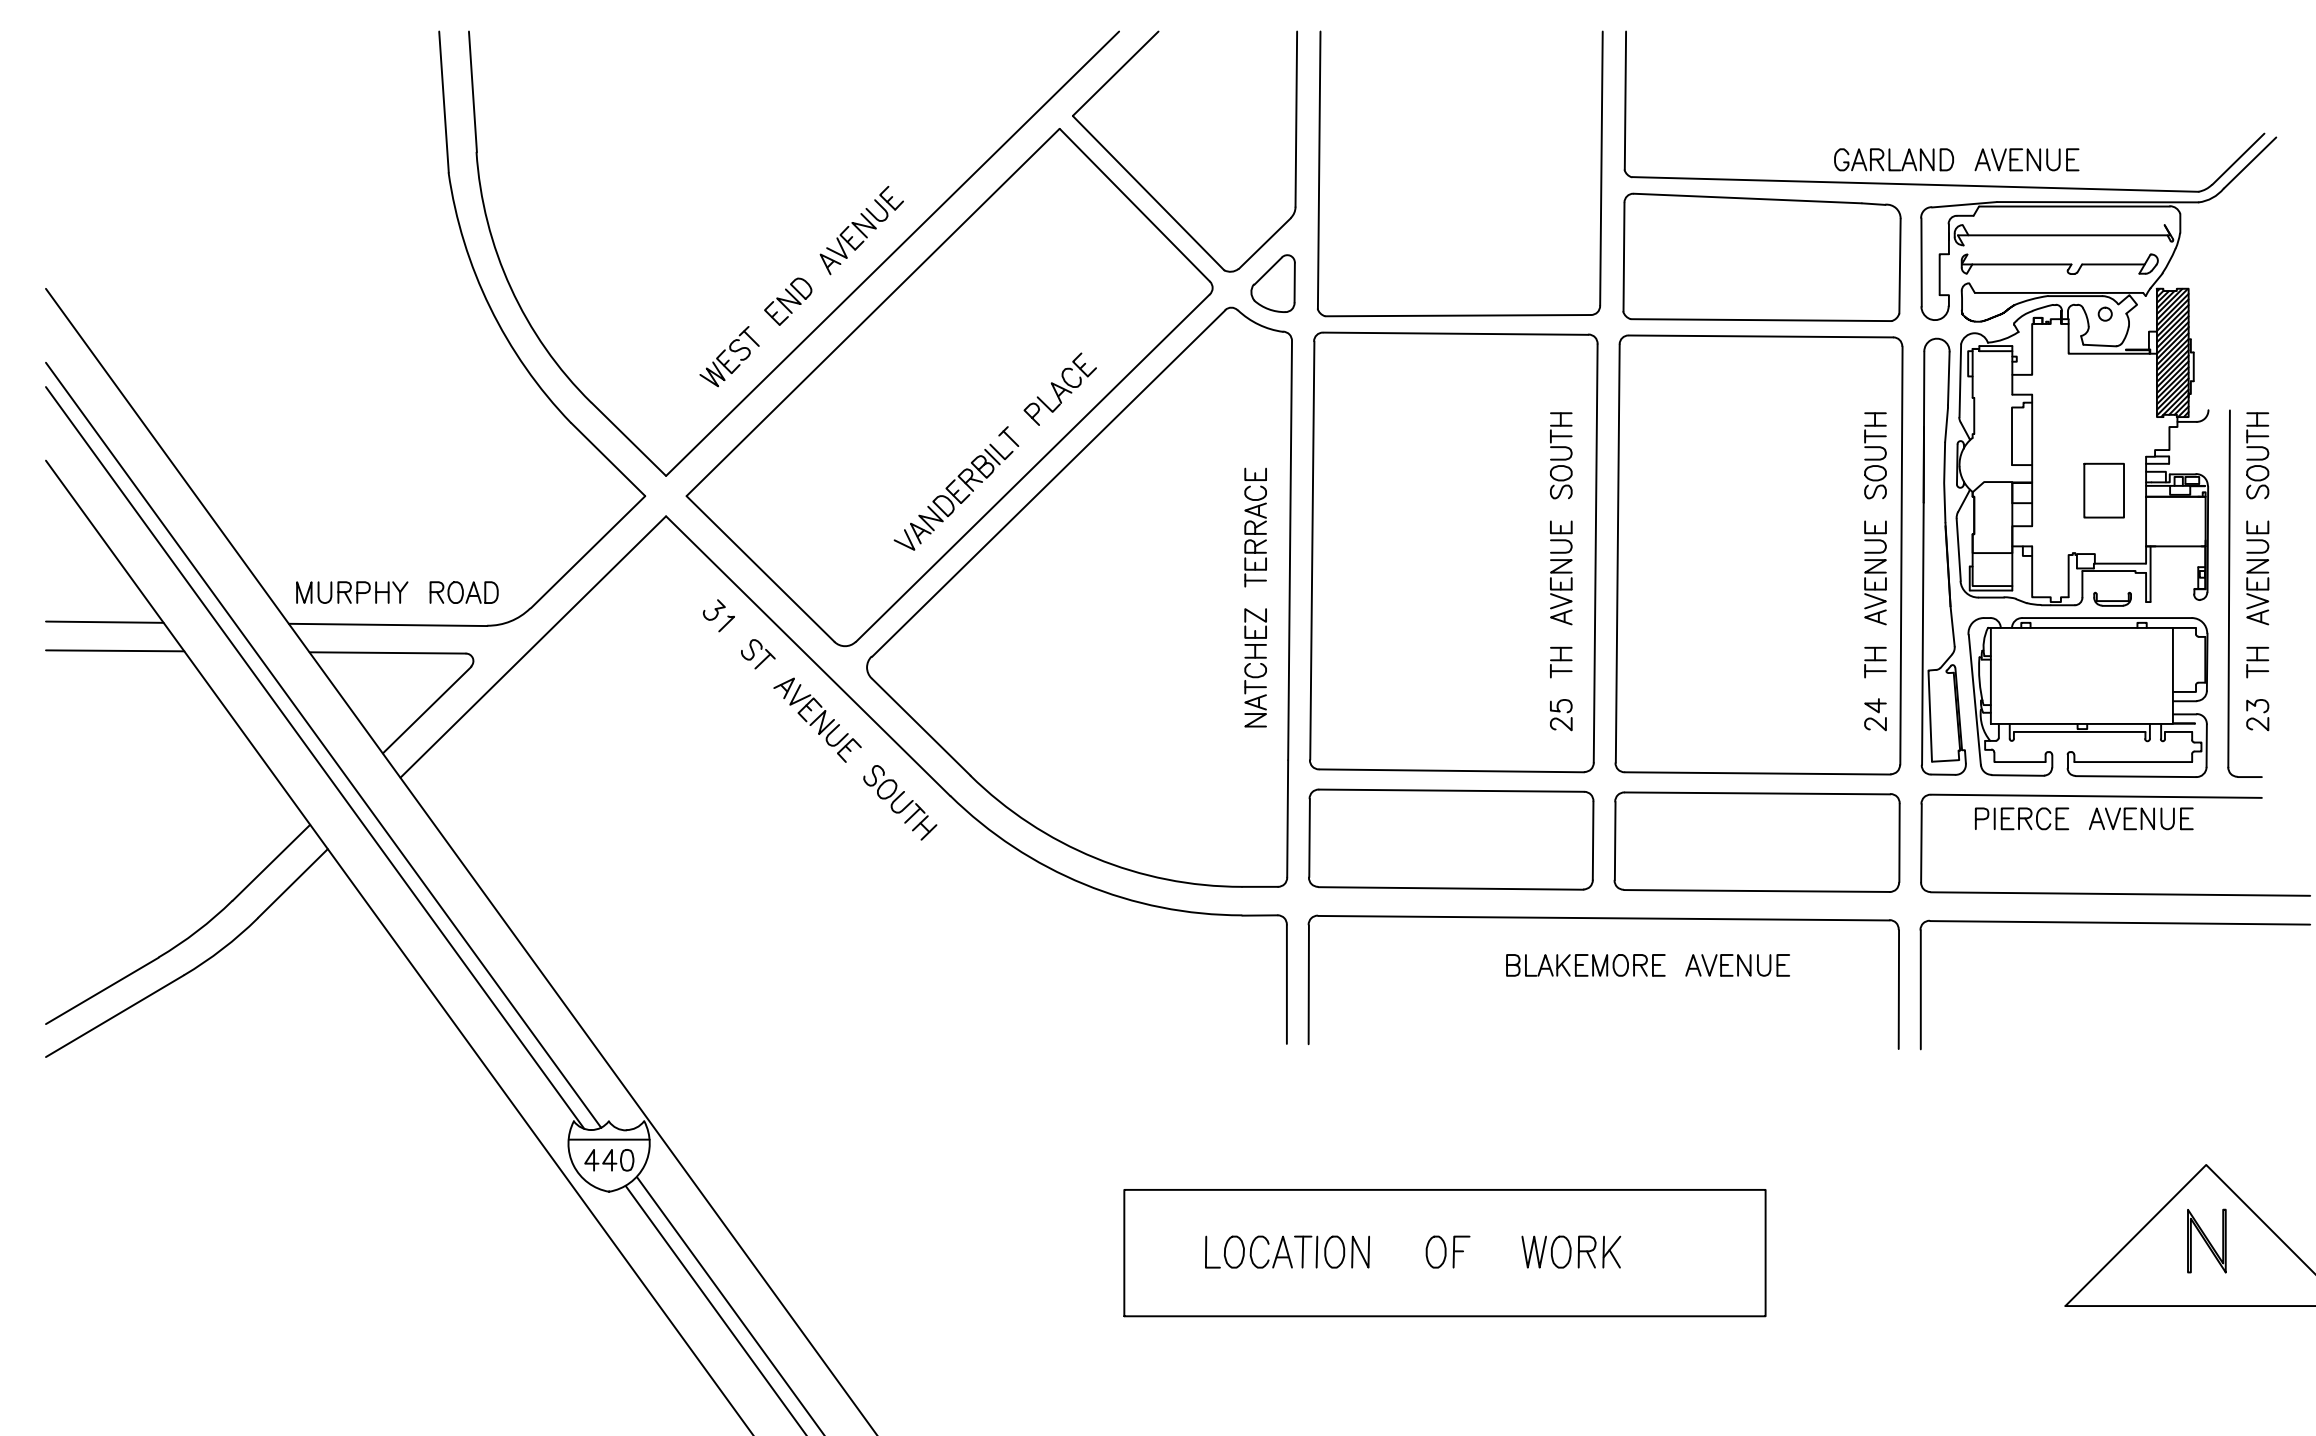 GARLAND AVENUE
WEST END AVENUE
VANDERBILT PLACE
MURPHY ROAD
31 ST AVENUE SOUTH
NATCHEZ TERRACE
25 TH AVENUE SOUTH
24 TH AVENUE SOUTH
23 TH AVENUE SOUTH
PIERCE AVENUE
BLAKEMORE AVENUE
440
LOCATION OF WORK
N